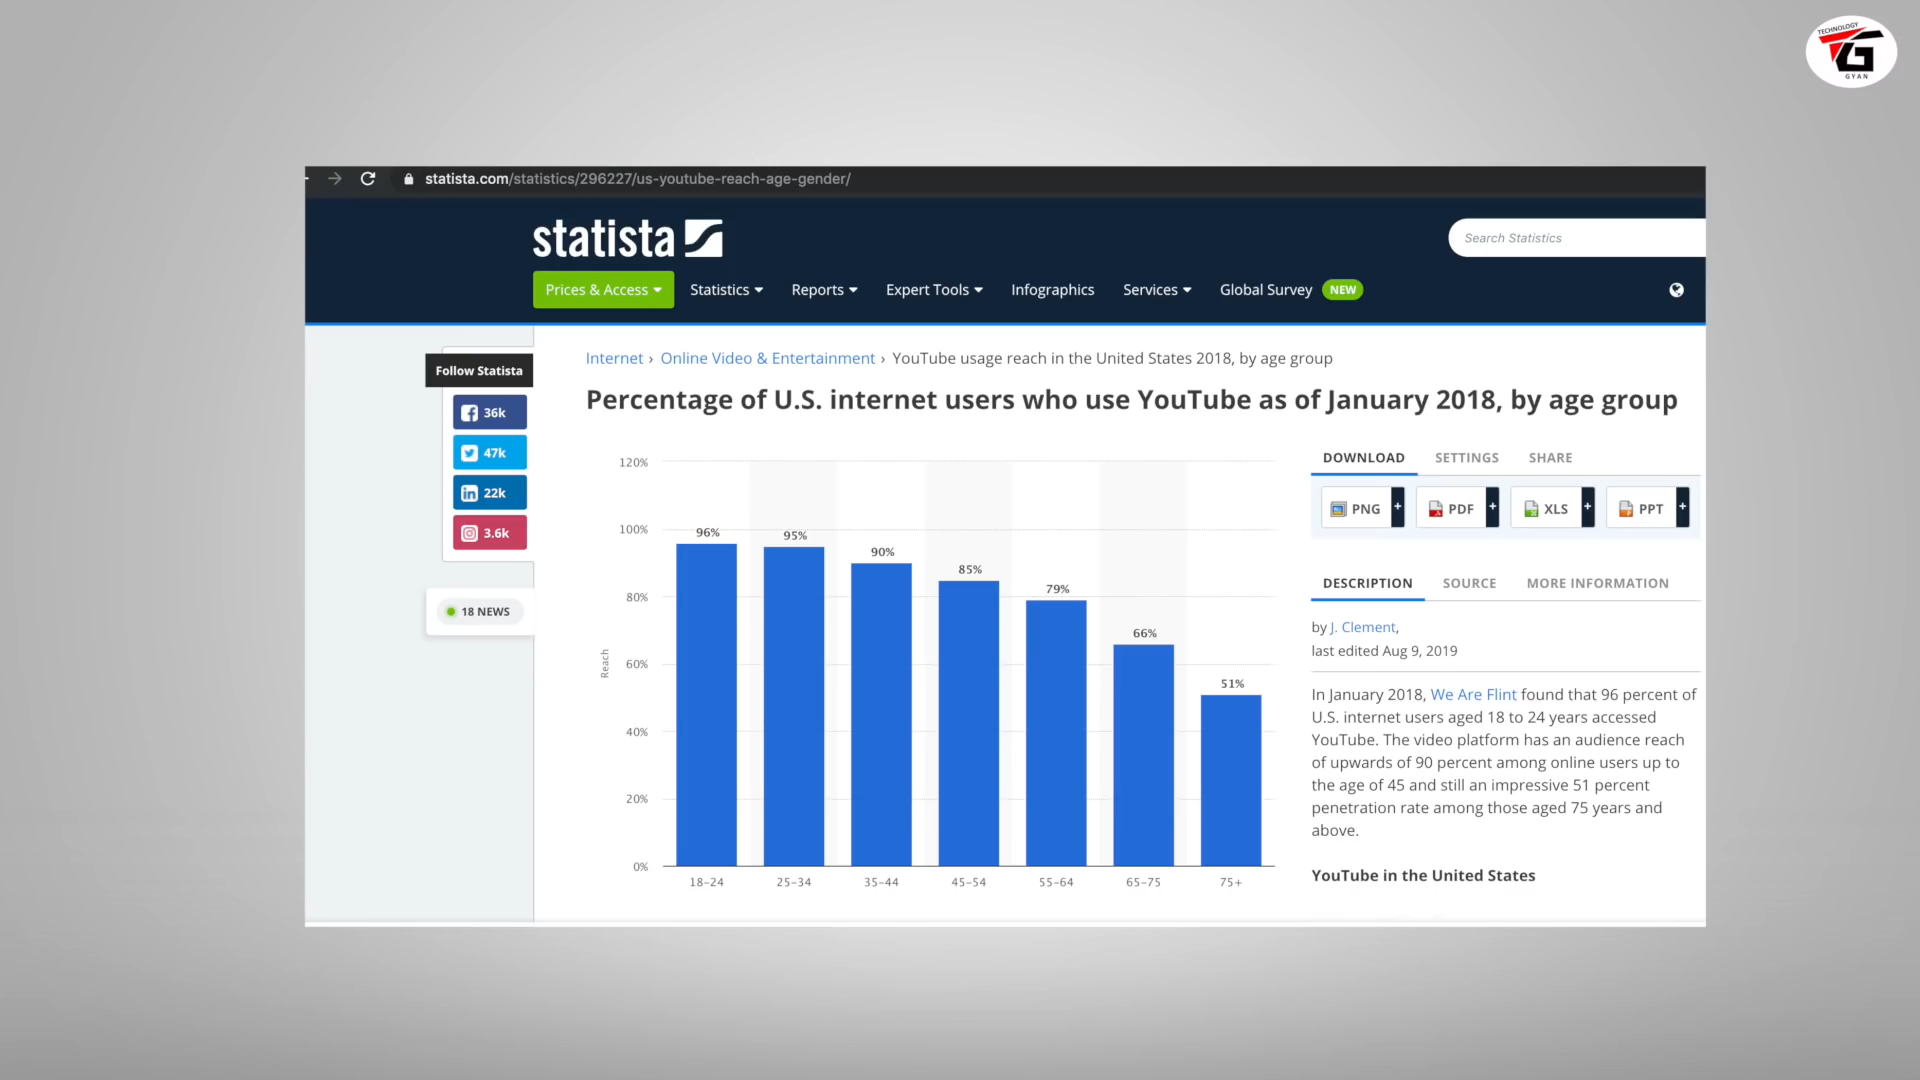 TECHNOLOGY
TG
GYAN
statista.com/statistics/296227/us-youtube-reach-age-gender/
statista
Search Statistics
Prices & Access Statistics Reports Expert Tools Infographics Services Global Survey NEW
Follow Statista
36k
47k
22k
3.6k
18 NEWS
Internet › Online Video & Entertainment › YouTube usage reach in the United States 2018, by age group
Percentage of U.S. internet users who use YouTube as of January 2018, by age group
Reach
120%
100%
80%
60%
40%
20%
0%
96%
95%
90%
85%
79%
66%
51%
18–24 25–34 35–44 45–54 55–64 65–75 75+
DOWNLOAD SETTINGS SHARE
PNG + PDF + XLS + PPT +
DESCRIPTION SOURCE MORE INFORMATION
by J. Clement,
last edited Aug 9, 2019
In January 2018, We Are Flint found that 96 percent of
U.S. internet users aged 18 to 24 years accessed
YouTube. The video platform has an audience reach
of upwards of 90 percent among online users up to
the age of 45 and still an impressive 51 percent
penetration rate among those aged 75 years and
above.
YouTube in the United States